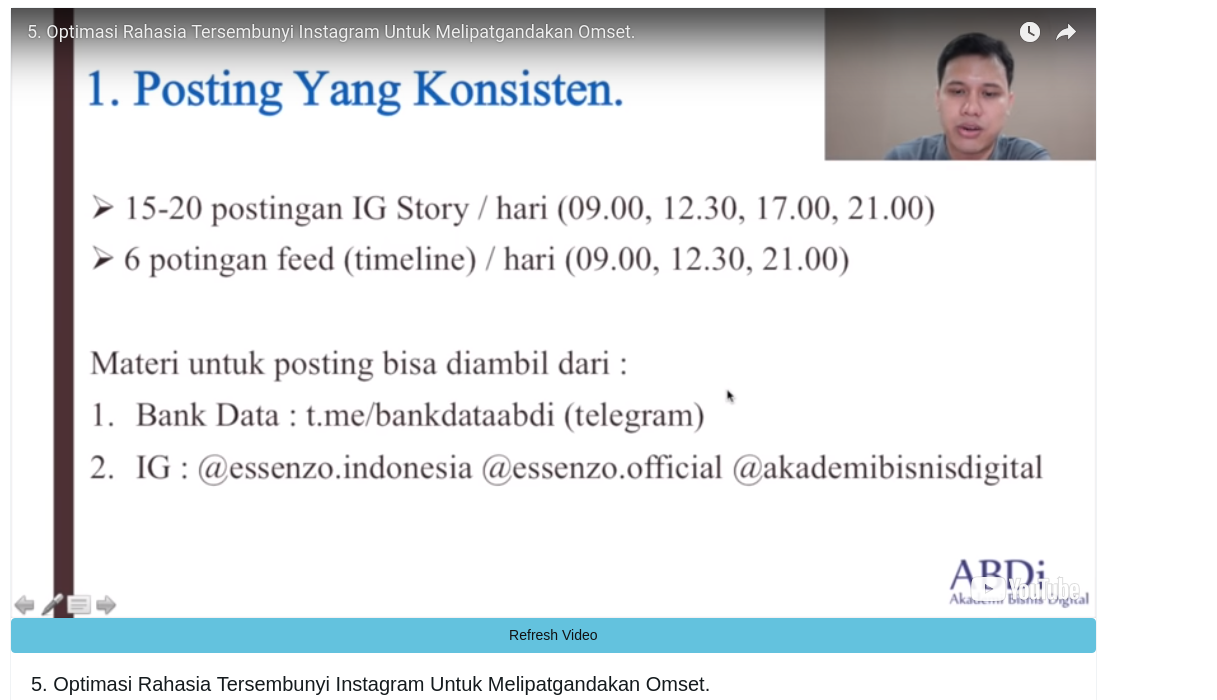 5. Optimasi Rahasia Tersembunyi Instagram Untuk Melipatgandakan Omset.
1. Posting Yang Konsisten.
➢ 15-20 postingan IG Story / hari (09.00, 12.30, 17.00, 21.00)
➢ 6 potingan feed (timeline) / hari (09.00, 12.30, 21.00)
Materi untuk posting bisa diambil dari :
1. Bank Data : t.me/bankdataabdi (telegram)
2. IG : @essenzo.indonesia @essenzo.official @akademibisnisdigital
ABDi
YouTube
Akademi Bisnis Digital
Refresh Video
5. Optimasi Rahasia Tersembunyi Instagram Untuk Melipatgandakan Omset.